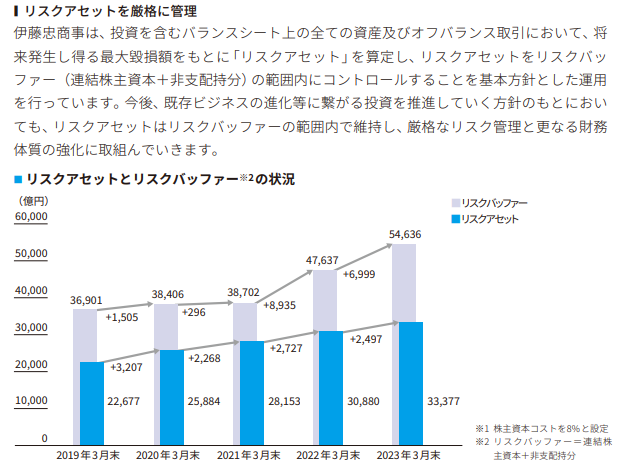 リスクアセットを厳格に管理
伊藤忠商事は、投資を含むバランスシート上の全ての資産及びオフバランス取引において、将
来発生し得る最大毀損額をもとに「リスクアセット」を算定し、リスクアセットをリスクバッ
ファー（連結株主資本＋非支配持分）の範囲内にコントロールすることを基本方針とした運用
を行っています。今後、既存ビジネスの進化等に繋がる投資を推進していく方針のもとにおい
ても、リスクアセットはリスクバッファーの範囲内で維持し、厳格なリスク管理と更なる財務
体質の強化に取組んでいきます。
■ リスクアセットとリスクバッファー※2の状況
（億円）
リスクバッファー
リスクアセット
60,000
50,000
40,000
30,000
20,000
10,000
0
36,901
38,406
38,702
47,637
54,636
+1,505
+296
+8,935
+6,999
+3,207
+2,268
+2,727
+2,497
22,677
25,884
28,153
30,880
33,377
2019年3月末
2020年3月末
2021年3月末
2022年3月末
2023年3月末
※1 株主資本コストを8%と設定
※2 リスクバッファー＝連結株
主資本＋非支配持分